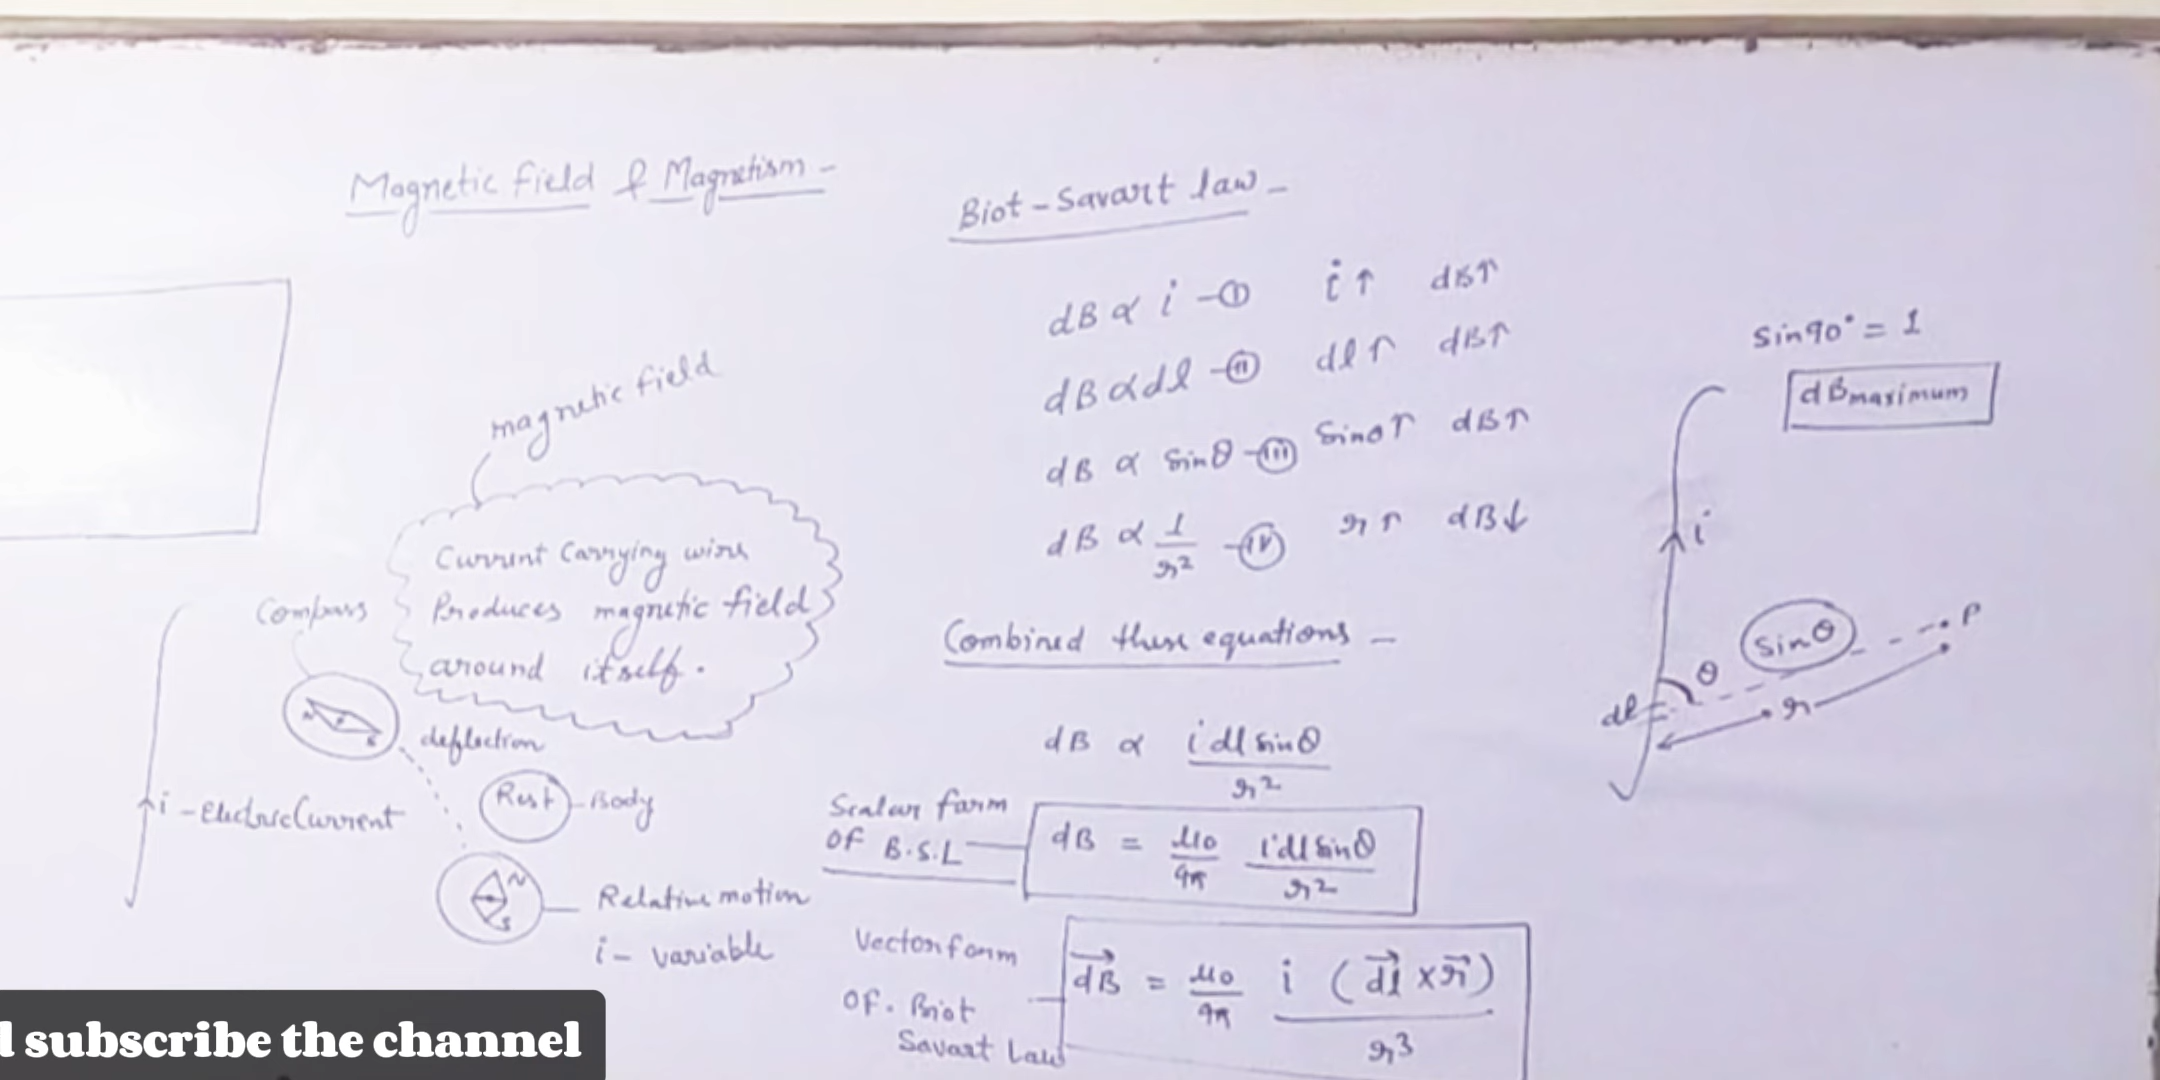 Magnetic field & Magnetism -
magnetic field
Current Carrying wire
Produces magnetic field
around itself.
Compass
N
S
deflection
i - Electric Current
Rest - Body
N
S
Relative motion
i - variable
Biot - Savart law -
dB ∝ i - (I) i↑ dB↑
dB ∝ dl - (II) dl↑ dB↑
dB ∝ sinθ - (III) Sinθ↑ dB↑
dB ∝ 1/r² - (IV) r↑ dB↓
Combined these equations -
dB ∝ i dl sinθ / r²
Scalar form
OF B.S.L
dB = μ0/4π i dl sinθ / r²
Vector form
OF. Biot
Savart Law
dB⃗ = μ0/4π i (dl⃗ × r⃗) / r³
Sin90° = 1
dBmaximum
i
Sinθ
P
θ
dl
r
d subscribe the channel